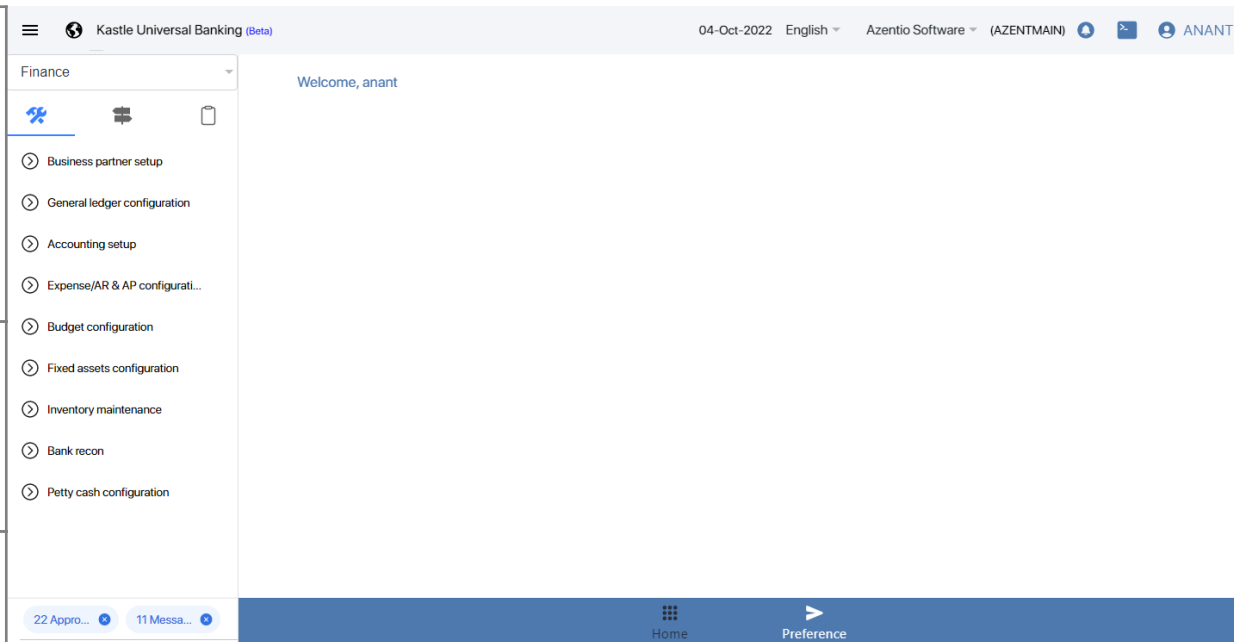 Kastle Universal Banking (Beta) 04-Oct-2022 English Azentio Software (AZENTMAIN) ANANT
Finance
Welcome, anant
Business partner setup
General ledger configuration
Accounting setup
Expense/AR & AP configurati...
Budget configuration
Fixed assets configuration
Inventory maintenance
Bank recon
Petty cash configuration
22 Appro... 11 Messa...
Home Preference